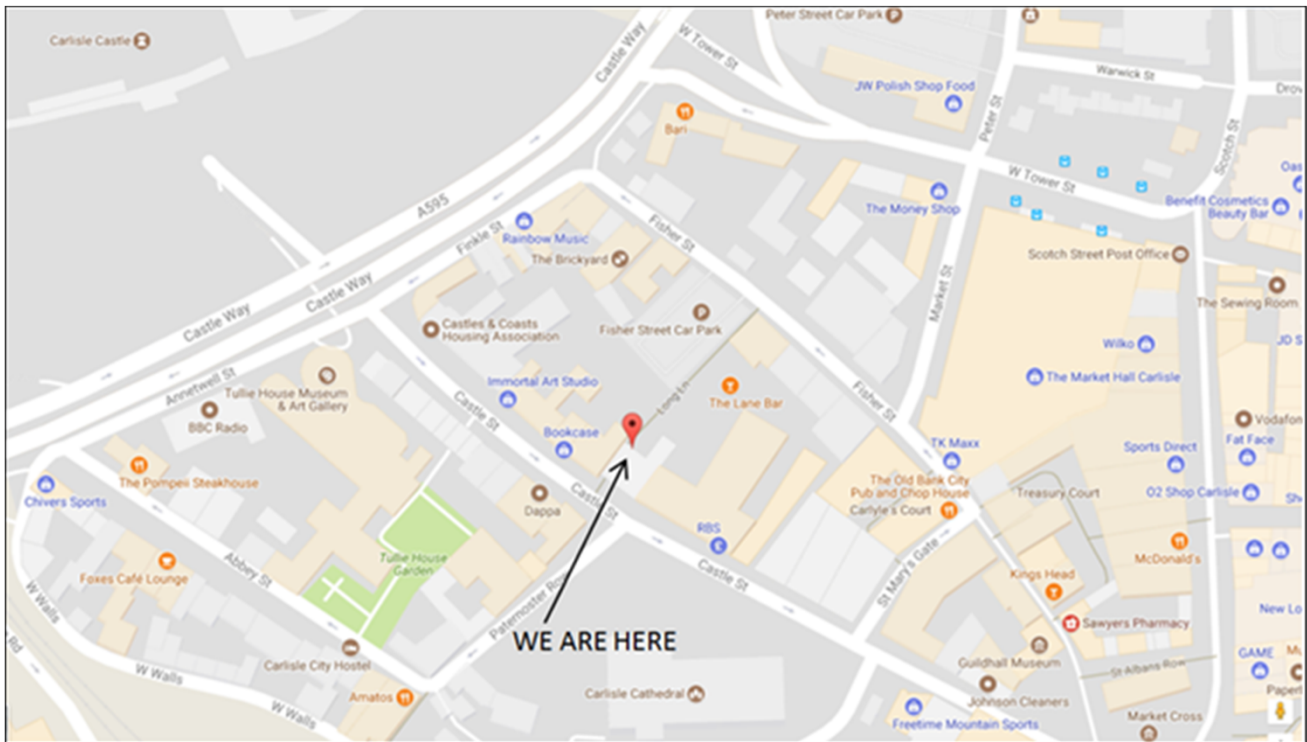 Carlisle Castle
Castle Way
W Tower St
Peter Street Car Park
Warwick St
JW Polish Shop Food
Peter St
Scotch St
Bari
W Tower St
A595
Finkle St
Rainbow Music
The Brickyard
Fisher St
The Money Shop
Benefit Cosmetics
Beauty Bar
Scotch Street Post Office
The Sewing Room
Castle Way
Castle Way
Market St
Castles & Coasts
Housing Association
Fisher Street Car Park
Wilko
The Market Hall Carlisle
Annetwell St
Tullie House Museum
& Art Gallery
BBC Radio
Immortal Art Studio
Long Ln
The Lane Bar
Castle St
Fisher St
Bookcase
TK Maxx
Sports Direct
Fat Face
The Pompeii Steakhouse
Chivers Sports
The Old Bank City
Pub and Chop House
Carlyle's Court
Treasury Court
O2 Shop Carlisle
Castle St
Dappa
RBS
Tullie House
Garden
Abbey St
Foxes Café Lounge
Castle St
St Mary's Gate
Kings Head
McDonald's
W Walls
Paternoster Row
Sawyers Pharmacy
WE ARE HERE
Carlisle City Hostel
Guildhall Museum
St Albans Row
GAME
W Walls
Amatos
Carlisle Cathedral
Johnson Cleaners
W Walls
Freetime Mountain Sports
Market Cross
Rd